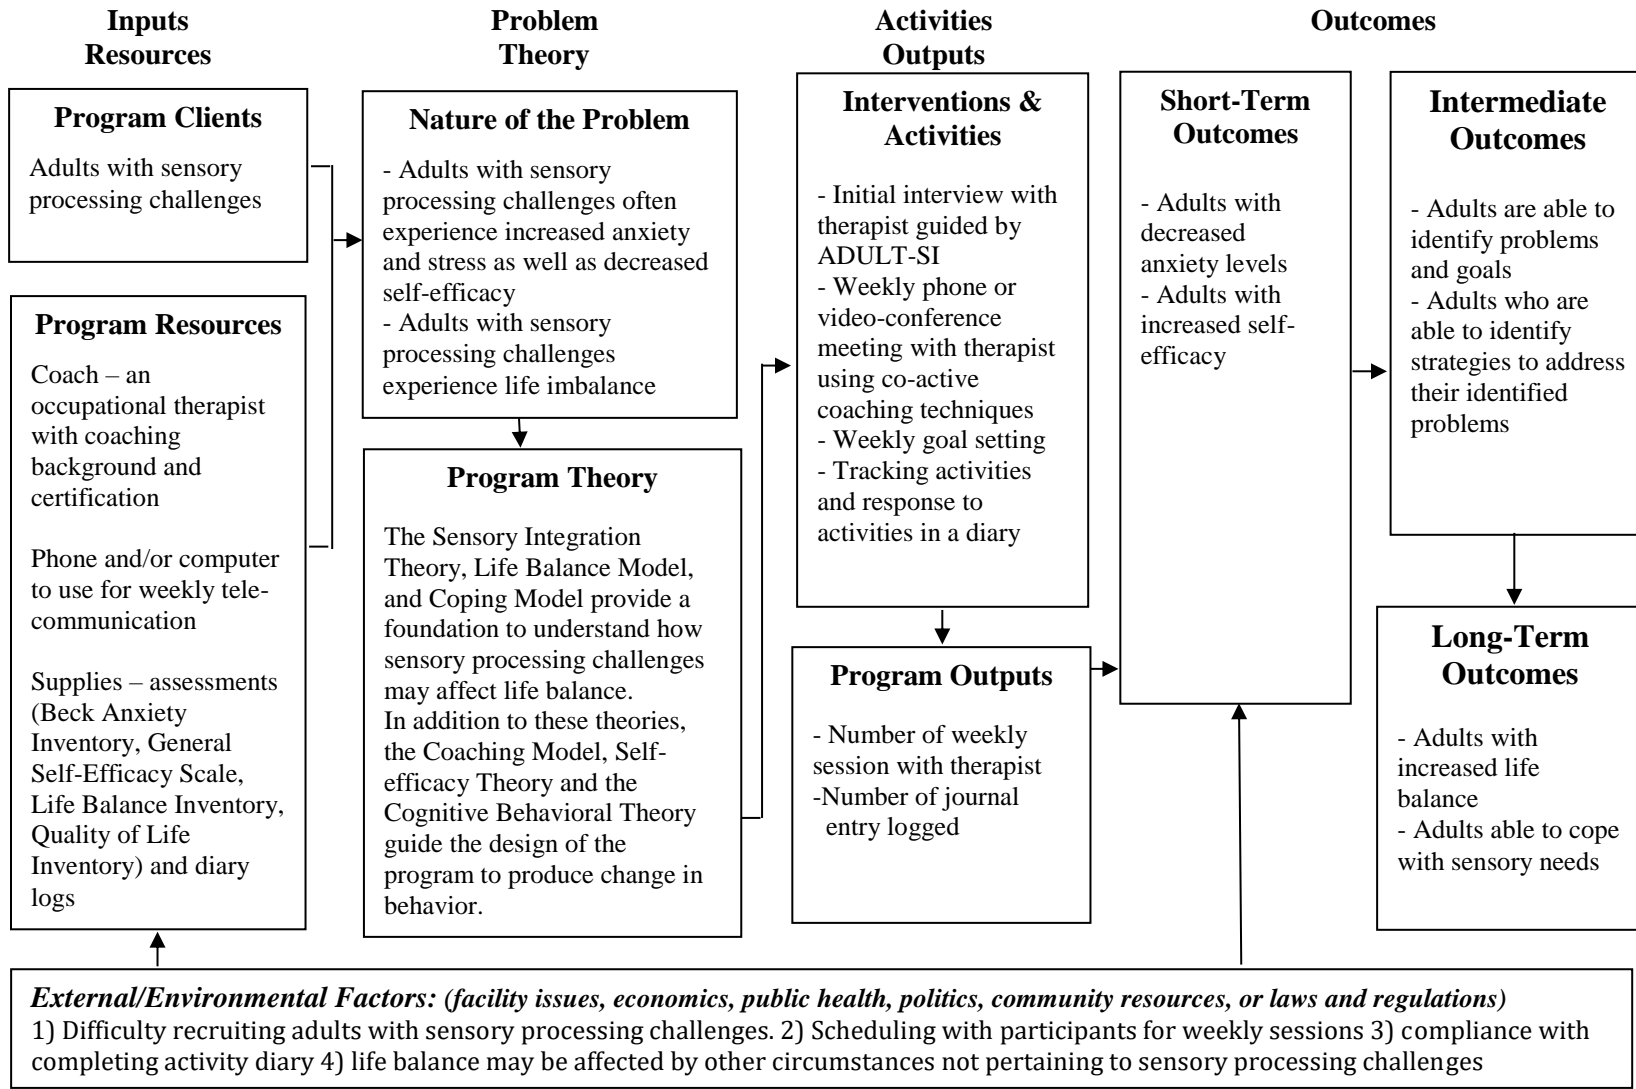 Inputs
Resources
Problem
Theory
Activities
Outputs
Outcomes
Program Clients
Adults with sensory
processing challenges
Program Resources
Coach – an
occupational therapist
with coaching
background and
certification
Phone and/or computer
to use for weekly tele-
communication
Supplies – assessments
(Beck Anxiety
Inventory, General
Self-Efficacy Scale,
Life Balance Inventory,
Quality of Life
Inventory) and diary
logs
Nature of the Problem
- Adults with sensory
processing challenges often
experience increased anxiety
and stress as well as decreased
self-efficacy
- Adults with sensory
processing challenges
experience life imbalance
Program Theory
The Sensory Integration
Theory, Life Balance Model,
and Coping Model provide a
foundation to understand how
sensory processing challenges
may affect life balance.
In addition to these theories,
the Coaching Model, Self-
efficacy Theory and the
Cognitive Behavioral Theory
guide the design of the
program to produce change in
behavior.
Interventions &
Activities
- Initial interview with
therapist guided by
ADULT-SI
- Weekly phone or
video-conference
meeting with therapist
using co-active
coaching techniques
- Weekly goal setting
- Tracking activities
and response to
activities in a diary
Program Outputs
- Number of weekly
session with therapist
-Number of journal
entry logged
Short-Term
Outcomes
- Adults with
decreased
anxiety levels
- Adults with
increased self-
efficacy
Intermediate
Outcomes
- Adults are able to
identify problems
and goals
- Adults who are
able to identify
strategies to address
their identified
problems
Long-Term
Outcomes
- Adults with
increased life
balance
- Adults able to cope
with sensory needs
External/Environmental Factors: (facility issues, economics, public health, politics, community resources, or laws and regulations)
1) Difficulty recruiting adults with sensory processing challenges. 2) Scheduling with participants for weekly sessions 3) compliance with
completing activity diary 4) life balance may be affected by other circumstances not pertaining to sensory processing challenges